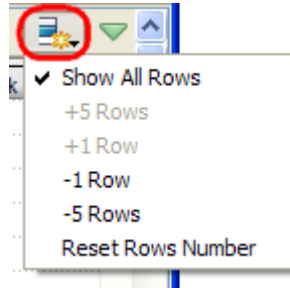 k
Show All Rows
+5 Rows
+1 Row
-1 Row
-5 Rows
Reset Rows Number